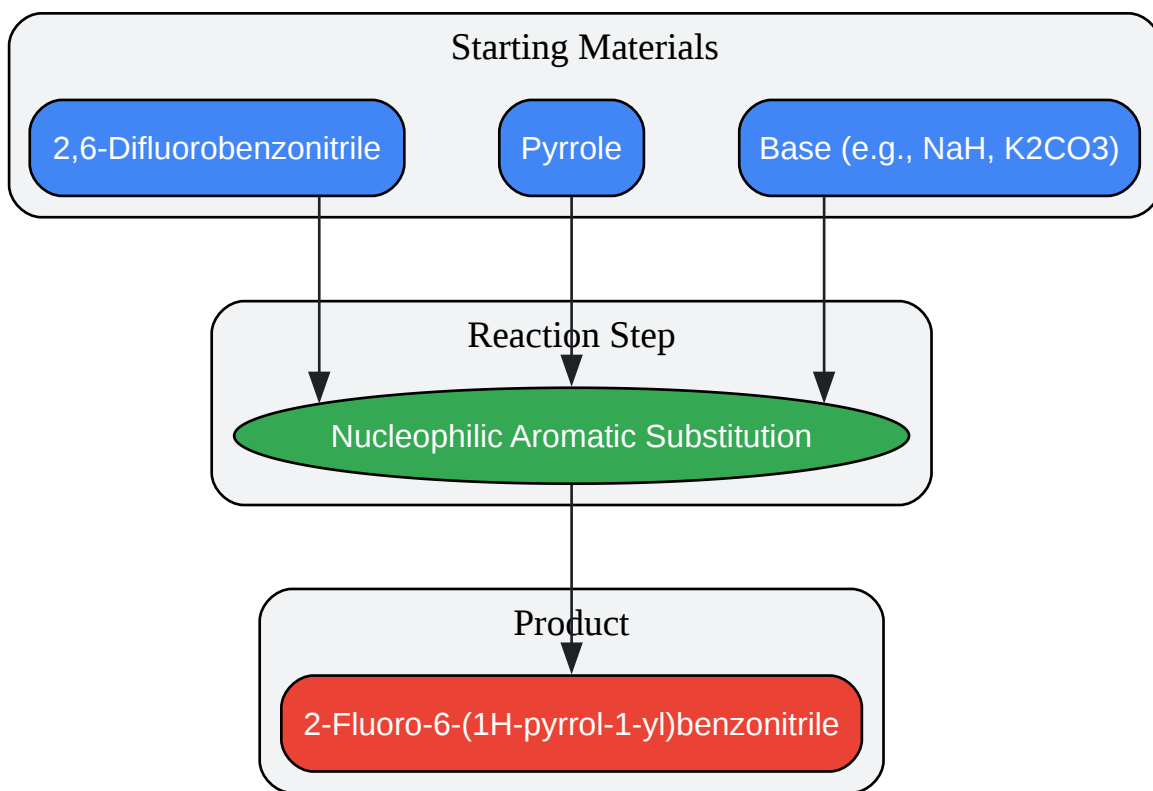 Starting Materials
2,6-Difluorobenzonitrile
Pyrrole
Base (e.g., NaH, K2CO3)
Reaction Step
Nucleophilic Aromatic Substitution
Product
2-Fluoro-6-(1H-pyrrol-1-yl)benzonitrile